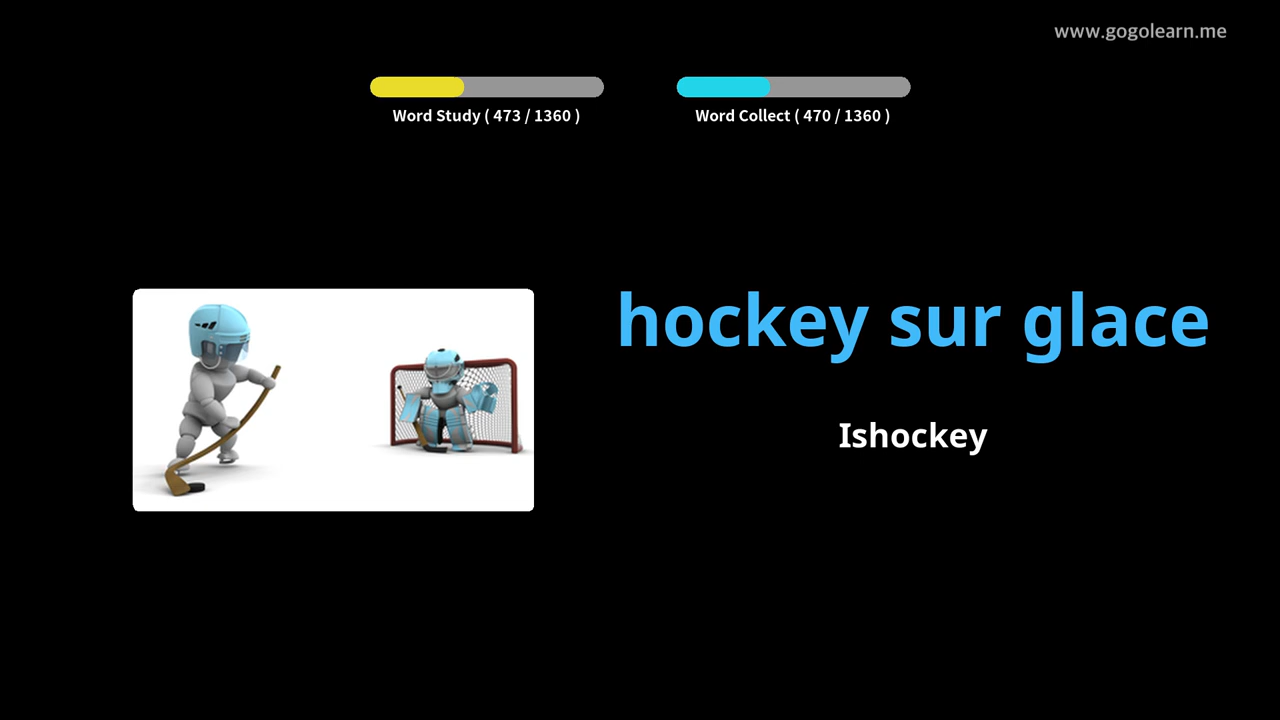 www.gogolearn.me
Word Study ( 473 / 1360 )
Word Collect ( 470 / 1360 )
hockey sur glace
Ishockey